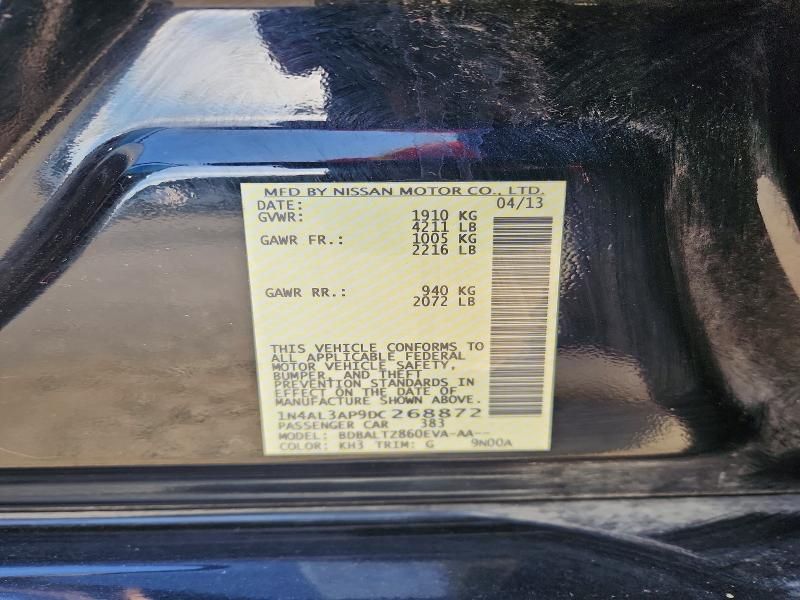 MFD BY NISSAN MOTOR CO., LTD.
DATE: 04/13
GVWR: 1910 KG
4211 LB
GAWR FR.: 1005 KG
2216 LB
GAWR RR.: 940 KG
2072 LB
THIS VEHICLE CONFORMS TO
ALL APPLICABLE FEDERAL
MOTOR VEHICLE SAFETY,
BUMPER, AND THEFT
PREVENTION STANDARDS IN
EFFECT ON THE DATE OF
MANUFACTURE SHOWN ABOVE.
1N4AL3AP9DC268872
PASSENGER CAR 383
MODEL: BDBALTZ860EVA-AA--
COLOR: KH3 TRIM: G 9N00A